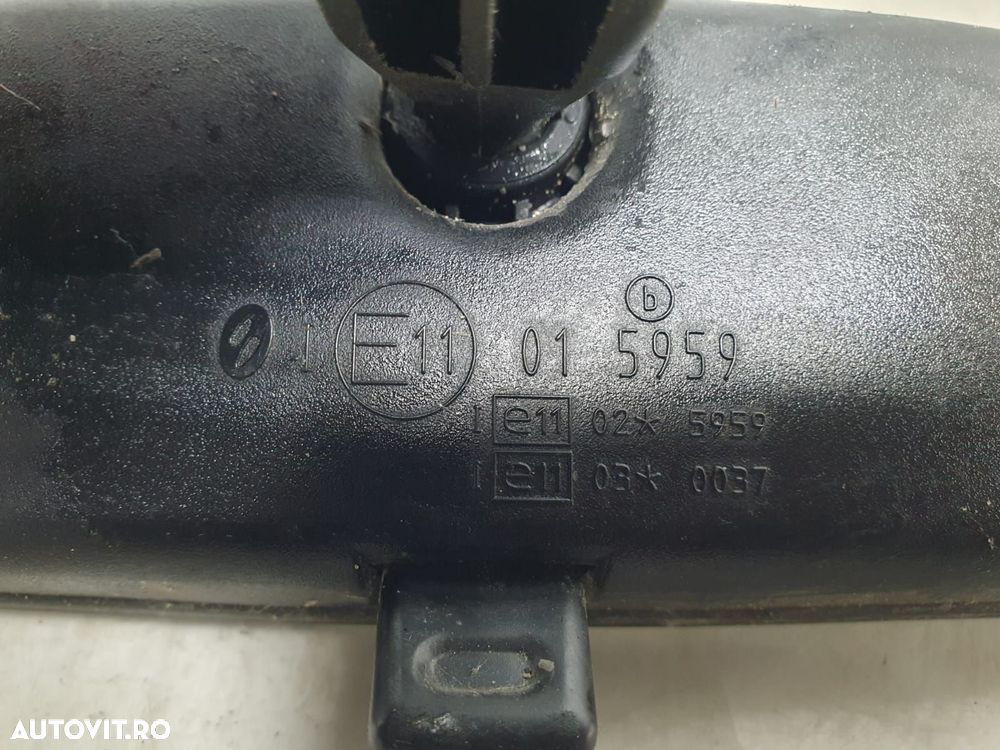 b
I E11 01 5959
I e11 02* 5959
I e11 03* 0037
AUTOVIT.RO